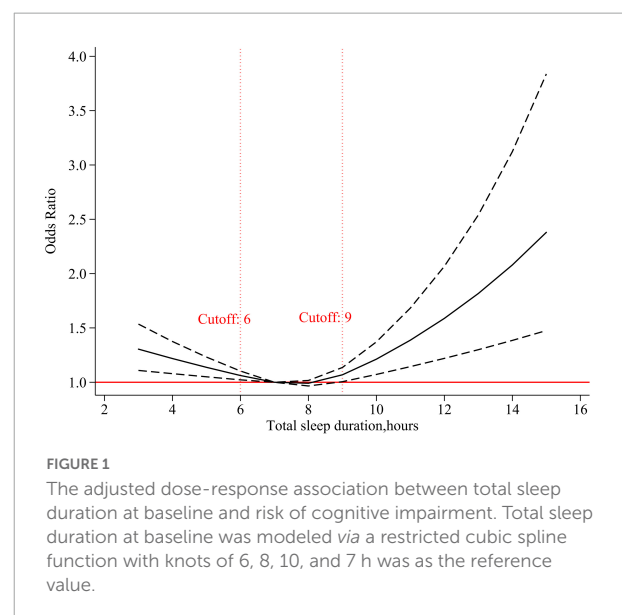 4.0
3.5
3.0
2.5
2.0
1.5
1.0
Odds Ratio
Cutoff: 6
Cutoff: 9
2 4 6 8 10 12 14 16
Total sleep duration,hours
FIGURE 1
The adjusted dose-response association between total sleep
duration at baseline and risk of cognitive impairment. Total sleep
duration at baseline was modeled via a restricted cubic spline
function with knots of 6, 8, 10, and 7 h was as the reference
value.